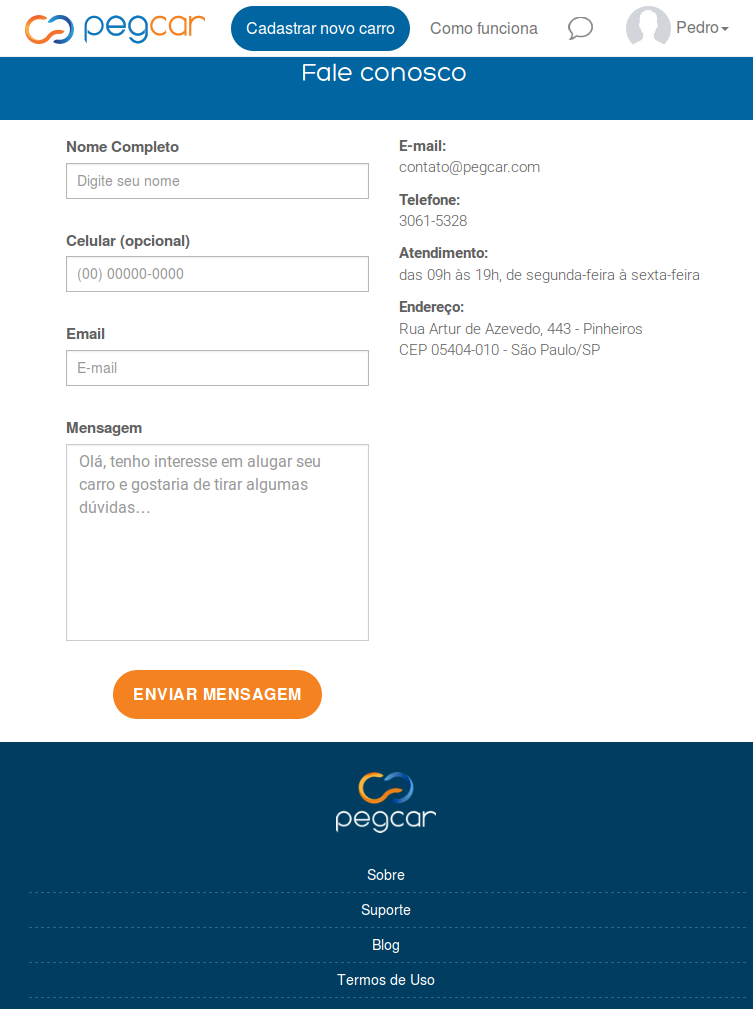 pegcar
Cadastrar novo carro
Como funciona
Pedro
Fale conosco
Nome Completo
Digite seu nome
Celular (opcional)
(00) 00000-0000
Email
E-mail
Mensagem
Olá, tenho interesse em alugar seu
carro e gostaria de tirar algumas
dúvidas...
ENVIAR MENSAGEM
E-mail:
contato@pegcar.com
Telefone:
3061-5328
Atendimento:
das 09h às 19h, de segunda-feira à sexta-feira
Endereço:
Rua Artur de Azevedo, 443 - Pinheiros
CEP 05404-010 - São Paulo/SP
pegcar
Sobre
Suporte
Blog
Termos de Uso